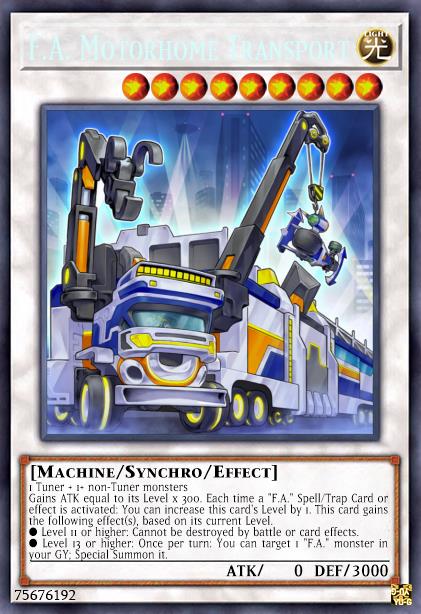 F.A. Motorhome Transport
LIGHT
光
[Machine/Synchro/Effect]
1 Tuner + 1+ non-Tuner monsters
Gains ATK equal to its Level x 300. Each time a "F.A." Spell/Trap Card or
effect is activated: You can increase this card's Level by 1. This card gains
the following effect(s), based on its current Level.
● Level 11 or higher: Cannot be destroyed by battle or card effects.
● Level 13 or higher: Once per turn: You can target 1 "F.A." monster in
your GY; Special Summon it.
ATK/ 0 DEF/3000
75676192